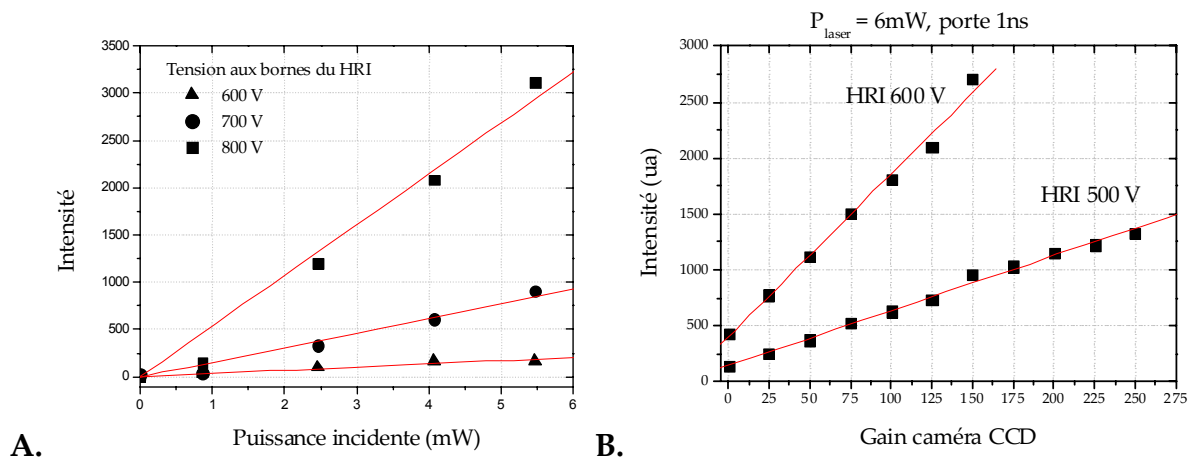 3500
3000
2500
2000
1500
1000
500
0
Intensité
Tension aux bornes du HRI
600 V
700 V
800 V
0 1 2 3 4 5 6
Puissance incidente (mW)
A.
P laser = 6mW, porte 1ns
3000
2500
2000
1500
1000
500
0
Intensité (ua)
HRI 600 V
HRI 500 V
0 25 50 75 100 125 150 175 200 225 250 275
Gain caméra CCD
B.